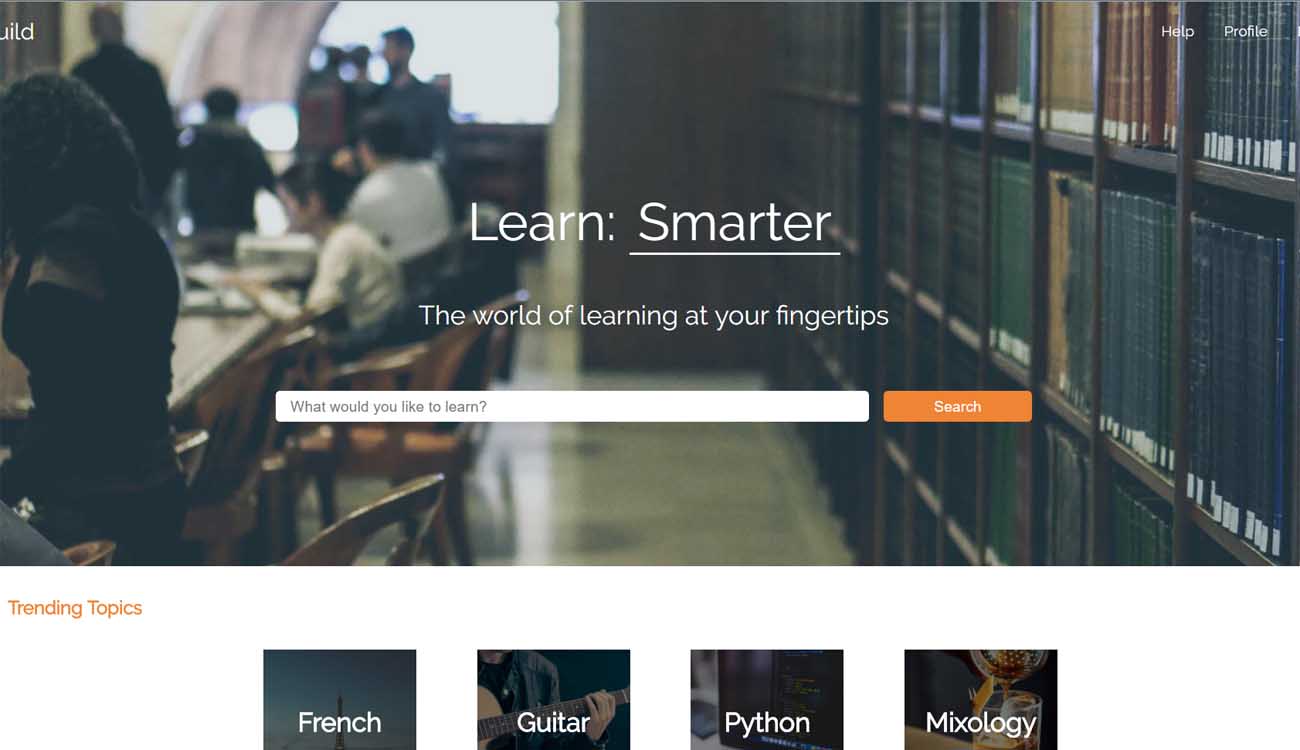 uild
Help Profile
Learn: Smarter
The world of learning at your fingertips
What would you like to learn?
Search
Trending Topics
French
Guitar
Python
Mixology